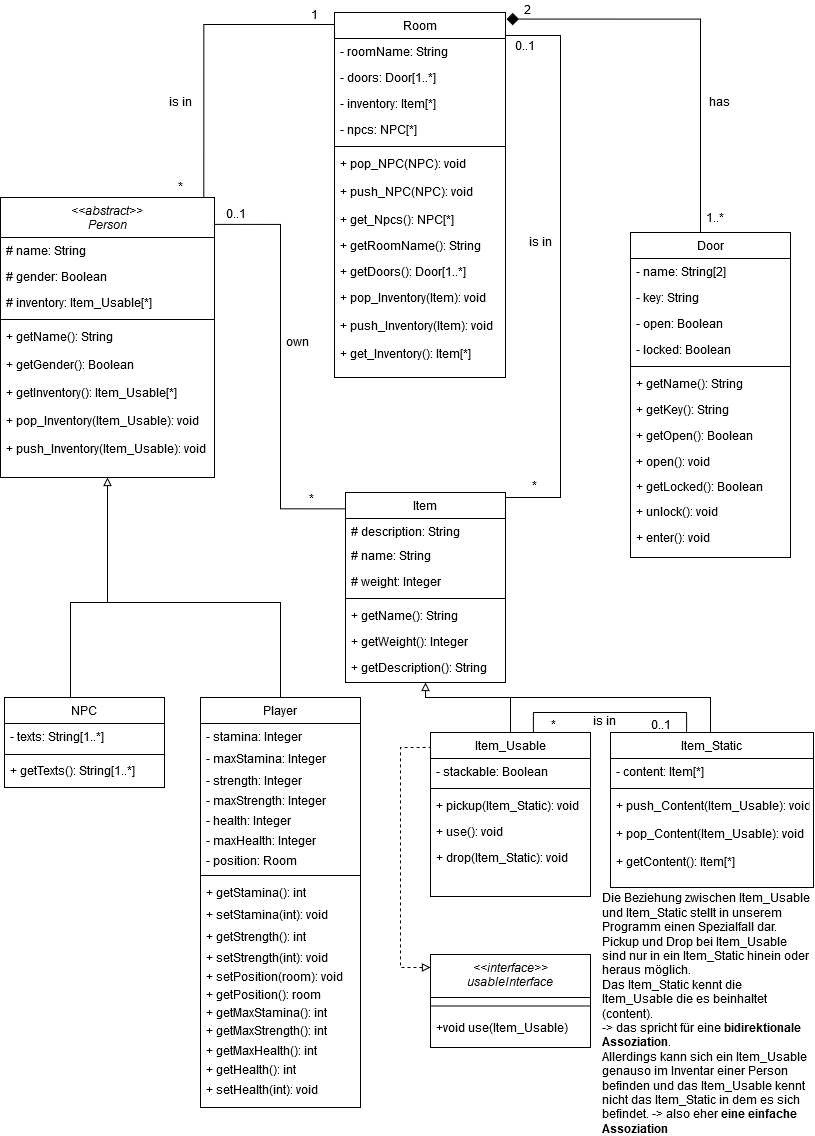 1
Room
2
- roomName: String
- doors: Door[1..*]
- inventory: Item[*]
- npcs: NPC[*]
+ pop_NPC(NPC): void
+ push_NPC(NPC): void
+ get_Npcs(): NPC[*]
+ getRoomName(): String
+ getDoors(): Door[1..*]
+ pop_Inventory(Item): void
+ push_Inventory(Item): void
+ get_Inventory(): Item[*]
0..1
is in
has
*
0..1
is in
1..*
<<abstract>>
Person
# name: String
# gender: Boolean
# inventory: Item_Usable[*]
+ getName(): String
+ getGender(): Boolean
+ getInventory(): Item_Usable[*]
+ pop_Inventory(Item_Usable): void
+ push_Inventory(Item_Usable): void
own
Door
- name: String[2]
- key: String
- open: Boolean
- locked: Boolean
+ getName(): String
+ getKey(): String
+ getOpen(): Boolean
+ open(): void
+ getLocked(): Boolean
+ unlock(): void
+ enter(): void
*
*
Item
# description: String
# name: String
# weight: Integer
+ getName(): String
+ getWeight(): Integer
+ getDescription(): String
NPC
- texts: String[1..*]
+ getTexts(): String[1..*]
Player
- stamina: Integer
- maxStamina: Integer
- strength: Integer
- maxStrength: Integer
- health: Integer
- maxHealth: Integer
- position: Room
+ getStamina(): int
+ setStamina(int): void
+ getStrength(): int
+ setStrength(int): void
+ setPosition(room): void
+ getPosition(): room
+ getMaxStamina(): int
+ getMaxStrength(): int
+ getMaxHealth(): int
+ getHealth(): int
+ setHealth(int): void
* is in 0..1
Item_Usable
- stackable: Boolean
+ pickup(Item_Static): void
+ use(): void
+ drop(Item_Static): void
Item_Static
- content: Item[*]
+ push_Content(Item_Usable): void
+ pop_Content(Item_Usable): void
+ getContent(): Item[*]
<<interface>>
usableInterface
+void use(Item_Usable)
Die Beziehung zwischen Item_Usable
und Item_Static stellt in unserem
Programm einen Spezialfall dar.
Pickup und Drop bei Item_Usable
sind nur in ein Item_Static hinein oder
heraus möglich.
Das Item_Static kennt die
Item_Usable die es beinhaltet
(content).
-> das spricht für eine bidirektionale
Assoziation.
Allerdings kann sich ein Item_Usable
genauso im Inventar einer Person
befinden und das Item_Usable kennt
nicht das Item_Static in dem es sich
befindet. -> also eher eine einfache
Assoziation